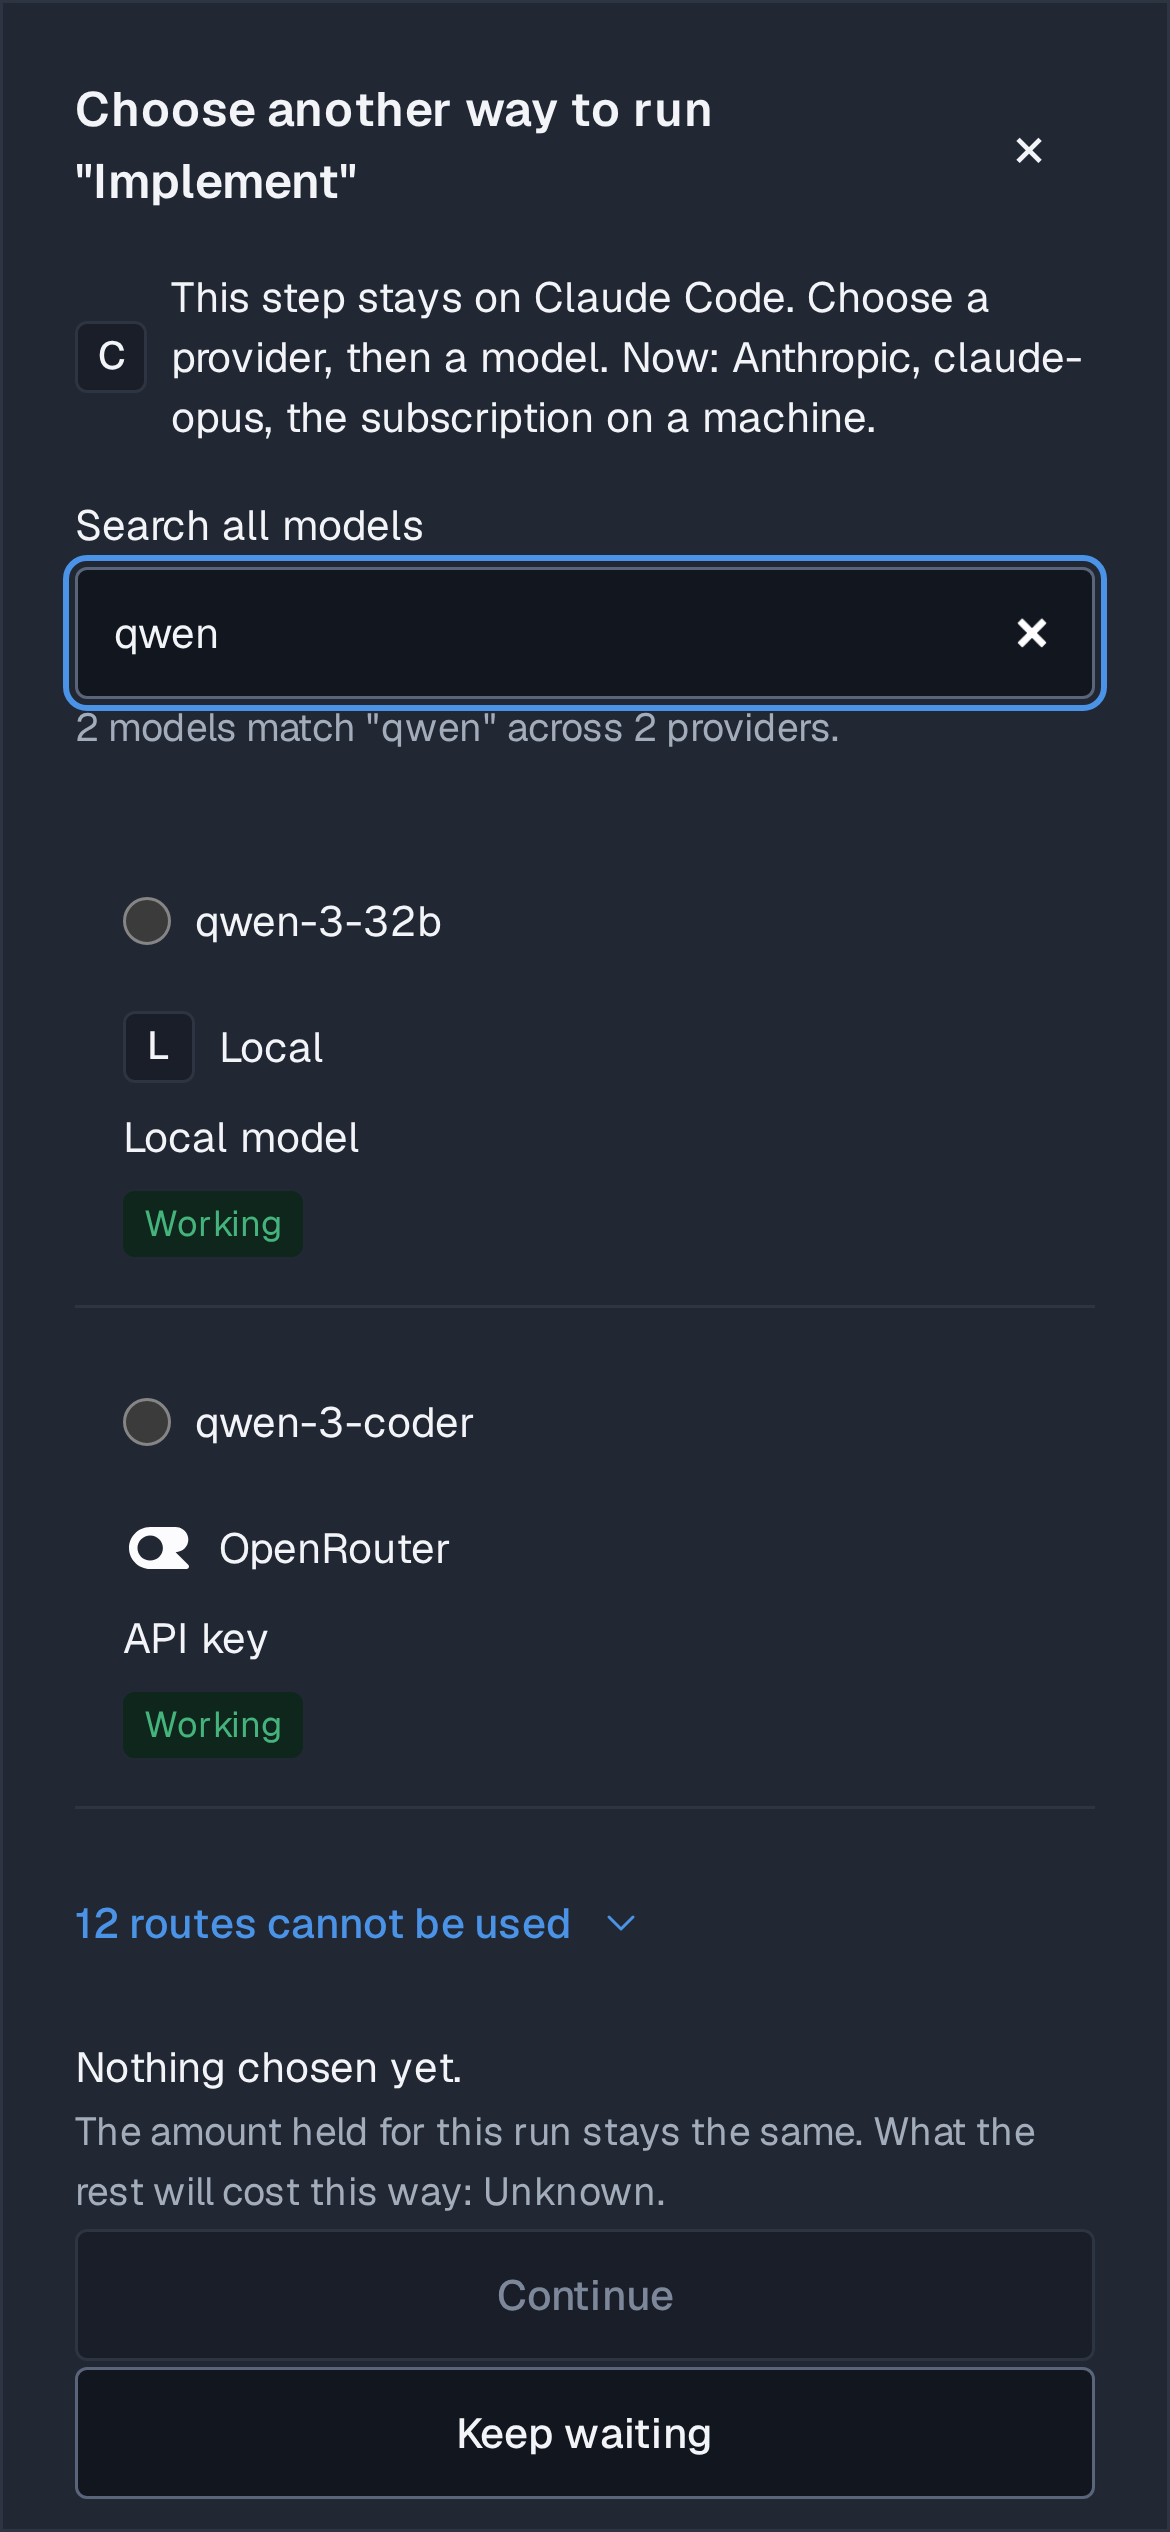 Choose another way to run
"Implement"
C
This step stays on Claude Code. Choose a
provider, then a model. Now: Anthropic, claude-
opus, the subscription on a machine.
Search all models
qwen
2 models match "qwen" across 2 providers.
qwen-3-32b
L Local
Local model
Working
qwen-3-coder
OpenRouter
API key
Working
12 routes cannot be used
Nothing chosen yet.
The amount held for this run stays the same. What the
rest will cost this way: Unknown.
Continue
Keep waiting